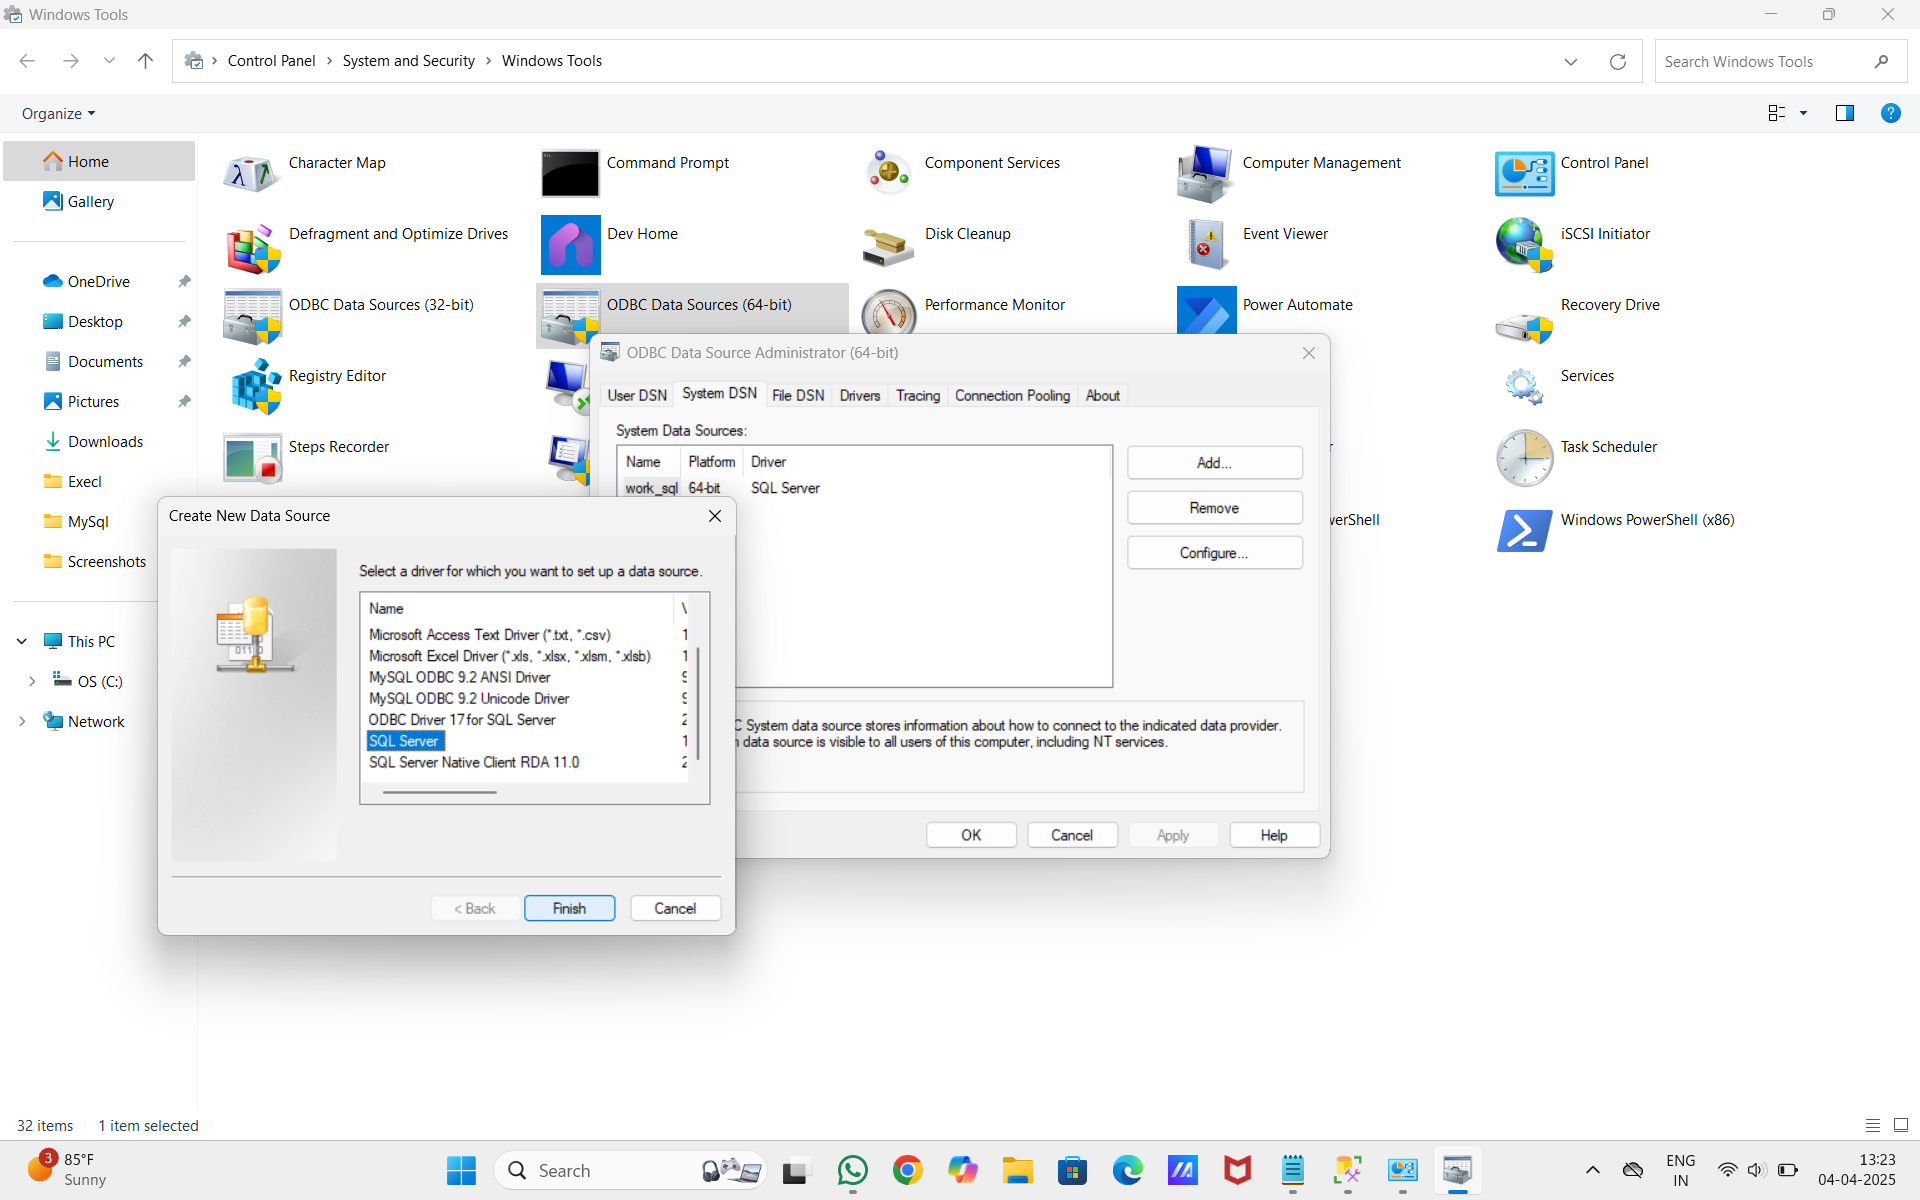 Windows Tools
Control Panel
System and Security
Windows Tools
Search Windows Tools
Organize
Home
Gallery
OneDrive
Desktop
Documents
Pictures
Downloads
Execl
MySql
Screenshots
This PC
OS (C:)
Network
Character Map
Command Prompt
Component Services
Computer Management
Control Panel
Defragment and Optimize Drives
Dev Home
Disk Cleanup
Event Viewer
iSCSI Initiator
ODBC Data Sources (32-bit)
ODBC Data Sources (64-bit)
Performance Monitor
Power Automate
Recovery Drive
Registry Editor
Services
Steps Recorder
Task Scheduler
Windows PowerShell (x86)
ODBC Data Source Administrator (64-bit)
User DSN
System DSN
File DSN
Drivers
Tracing
Connection Pooling
About
System Data Sources:
Name Platform Driver
work_sql 64-bit SQL Server
Add...
Remove
Configure...
System data source stores information about how to connect to the indicated data provider.
data source is visible to all users of this computer, including NT services.
OK
Cancel
Apply
Help
Create New Data Source
Select a driver for which you want to set up a data source.
Name
Microsoft Access Text Driver (*.txt, *.csv) 1
Microsoft Excel Driver (*.xls, *.xlsx, *.xlsm, *.xlsb) 1
MySQL ODBC 9.2 ANSI Driver 9
MySQL ODBC 9.2 Unicode Driver 9
ODBC Driver 17 for SQL Server 2
SQL Server 1
SQL Server Native Client RDA 11.0 2
< Back
Finish
Cancel
32 items
1 item selected
3
85°F
Sunny
Search
ENG
IN
13:23
04-04-2025